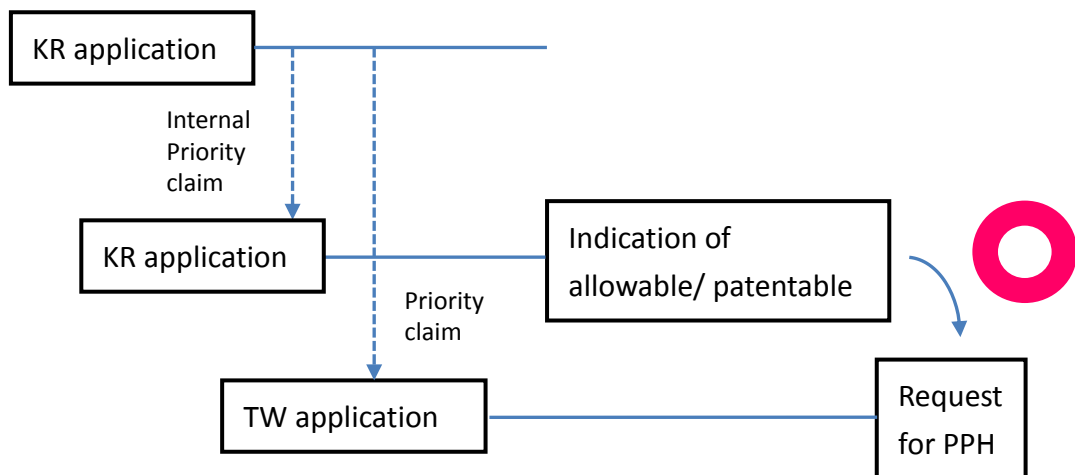 KR application
Internal
Priority
claim
KR application
Indication of
allowable/ patentable
Priority
claim
TW application
Request
for PPH